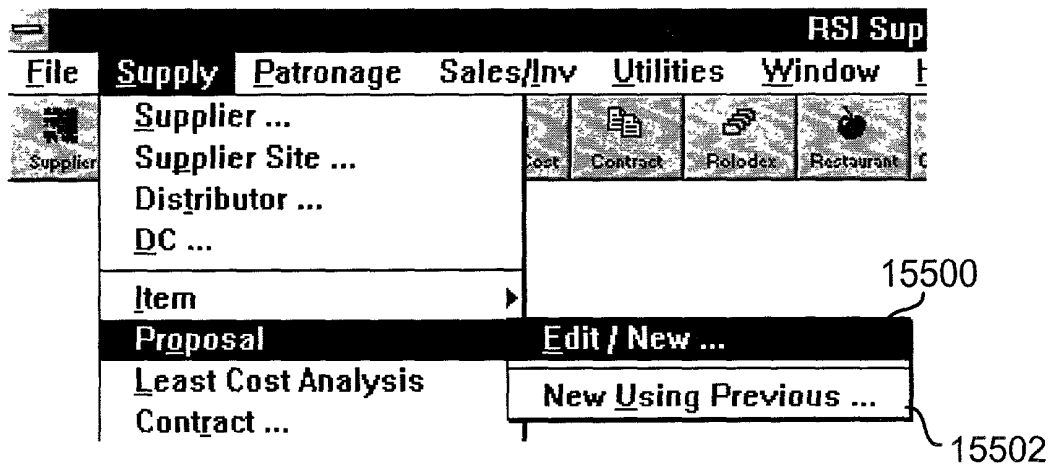 RSI Sup
File Supply Patronage Sales/Inv Utilities Window
Supplier Cost Contract Rolodex Restaurant
Supplier ...
Supplier Site ...
Distributor ...
DC ...
Item
Proposal
Least Cost Analysis
Contract ...
Edit / New ...
New Using Previous ...
15500
15502